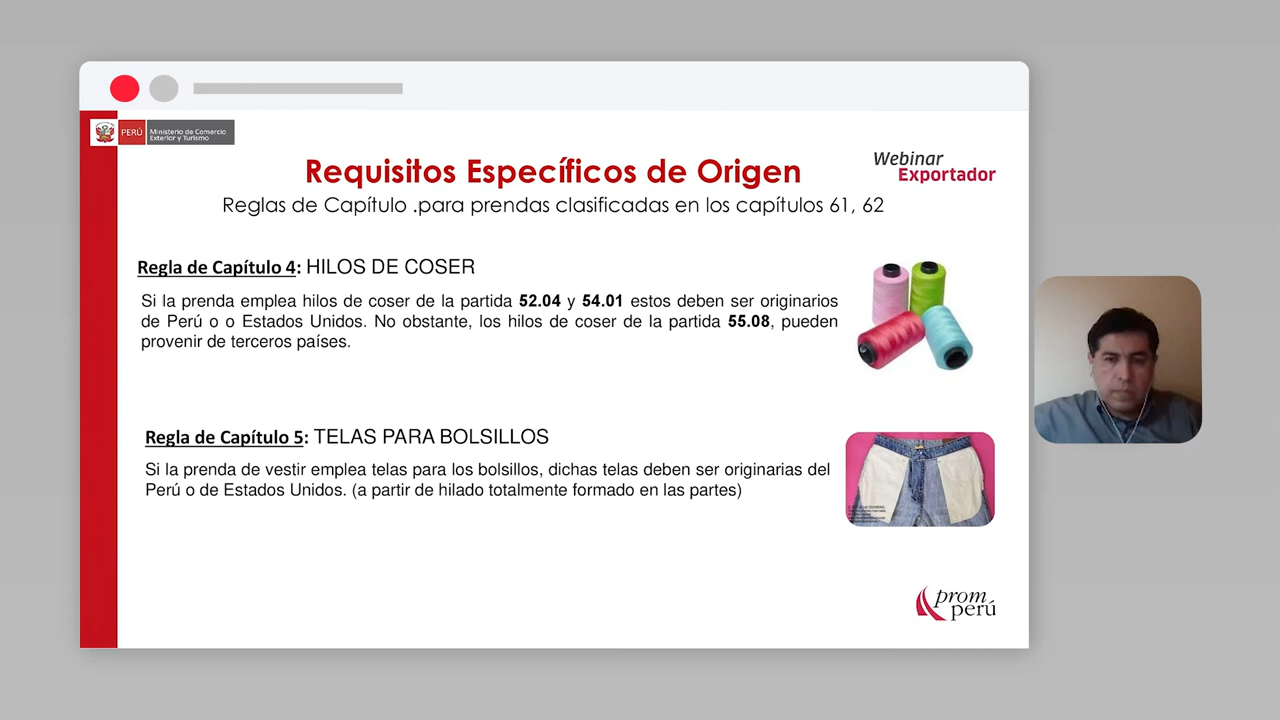 PERÚ
Ministerio de Comercio
Exterior y Turismo
Requisitos Específicos de Origen
Webinar
Exportador
Reglas de Capítulo .para prendas clasificadas en los capítulos 61, 62
Regla de Capítulo 4: HILOS DE COSER
Si la prenda emplea hilos de coser de la partida 52.04 y 54.01 estos deben ser originarios
de Perú o o Estados Unidos. No obstante, los hilos de coser de la partida 55.08, pueden
provenir de terceros países.
Regla de Capítulo 5: TELAS PARA BOLSILLOS
Si la prenda de vestir emplea telas para los bolsillos, dichas telas deben ser originarias del
Perú o de Estados Unidos. (a partir de hilado totalmente formado en las partes)
prom
perú